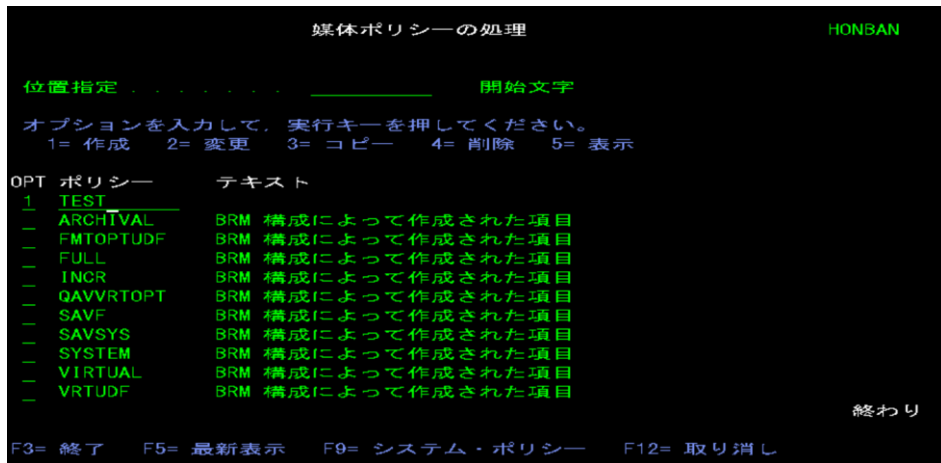 媒体ポリシーの処理 HONBAN
位置指定 . . . . . . . 開始文字
オプションを入力して, 実行キーを押してください。
1= 作成 2= 変更 3= コピー 4= 削除 5= 表示
OPT ポリシー テキスト
1 TEST
ARCHIVAL BRM 構成によって作成された項目
FMTOPTUDF BRM 構成によって作成された項目
FULL BRM 構成によって作成された項目
INCR BRM 構成によって作成された項目
QAVVRTOPT BRM 構成によって作成された項目
SAVF BRM 構成によって作成された項目
SAVSYS BRM 構成によって作成された項目
SYSTEM BRM 構成によって作成された項目
VIRTUAL BRM 構成によって作成された項目
VRTUDF BRM 構成によって作成された項目
終わり
F3= 終了 F5= 最新表示 F9= システム・ポリシー F12= 取り消し